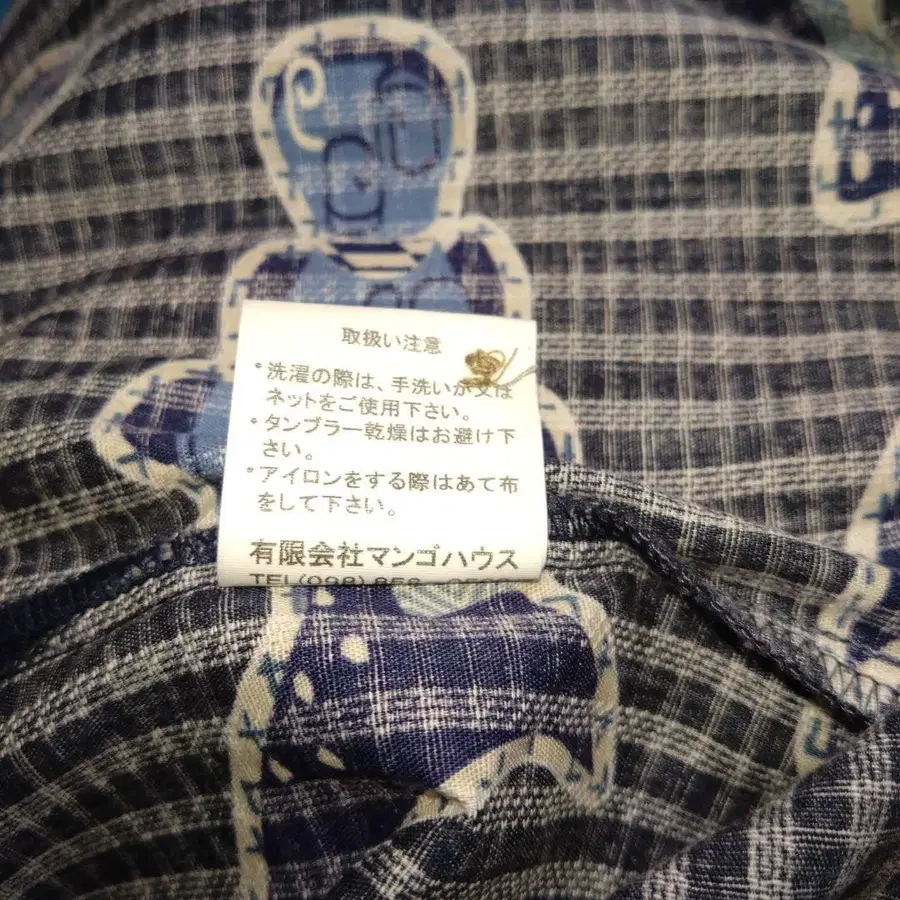 取扱い注意
・洗濯の際は、手洗いか又は
ネットをご使用下さい。
・タンブラー乾燥はお避け下
さい。
・アイロンをする際はあて布
をして下さい。
有限会社マンゴハウス
TEL(098)858